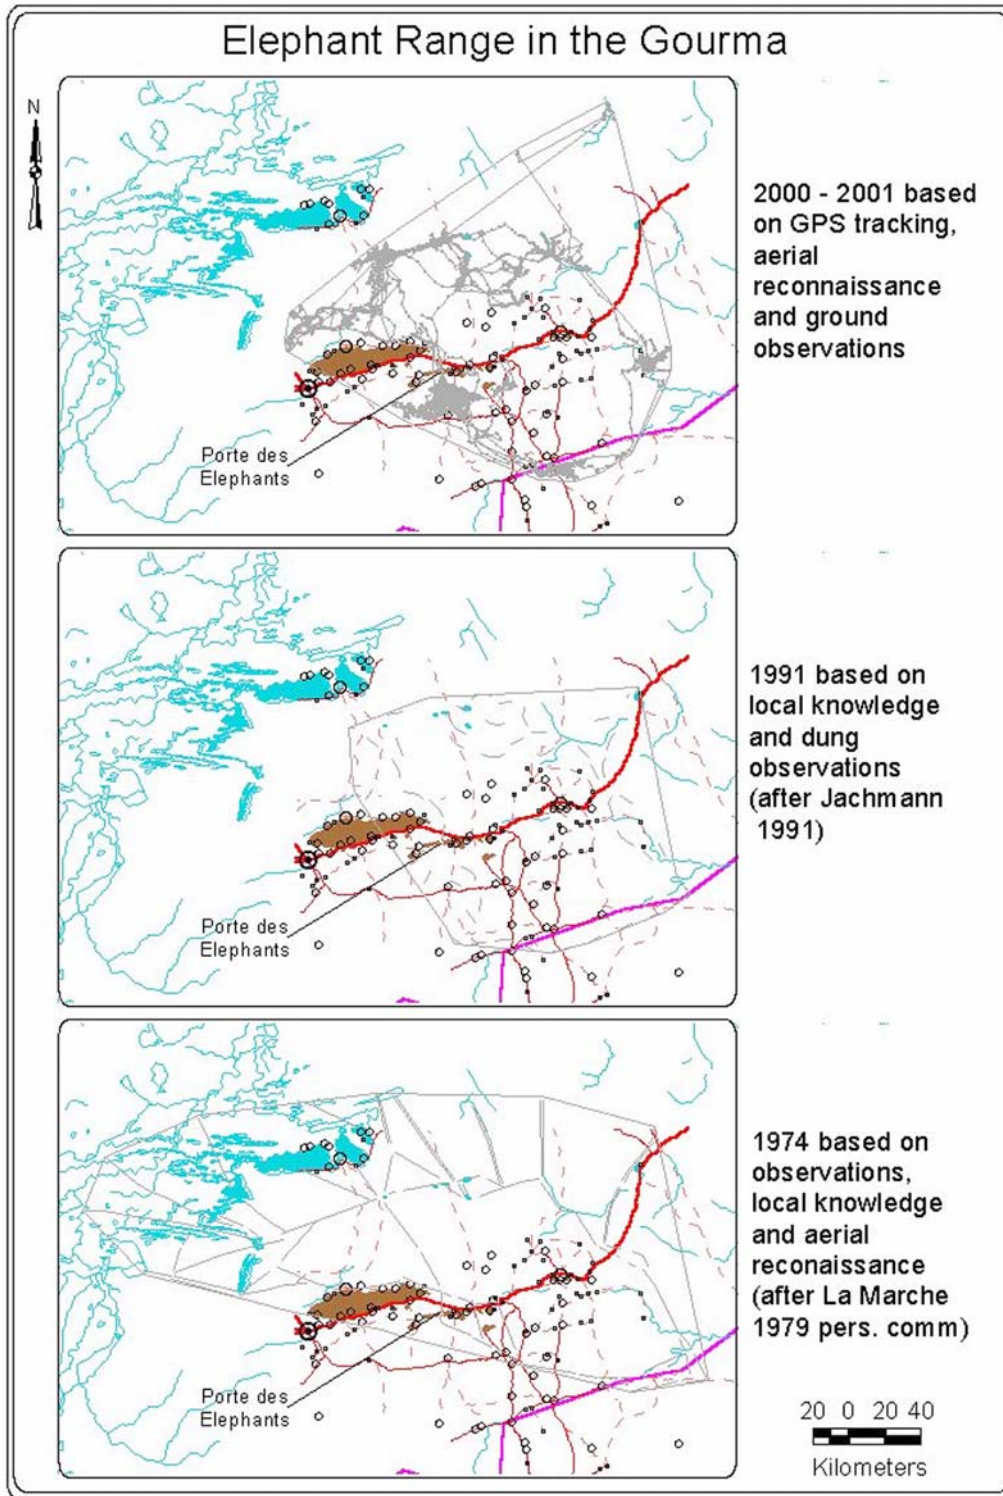 Elephant Range in the Gourma
N
2000 - 2001 based
on GPS tracking,
aerial
reconnaissance
and ground
observations
Porte des
Elephants
1991 based on
local knowledge
and dung
observations
(after Jachmann
1991)
Porte des
Elephants
1974 based on
observations,
local knowledge
and aerial
reconaissance
(after La Marche
1979 pers. comm)
Porte des
Elephants
20 0 20 40
Kilometers